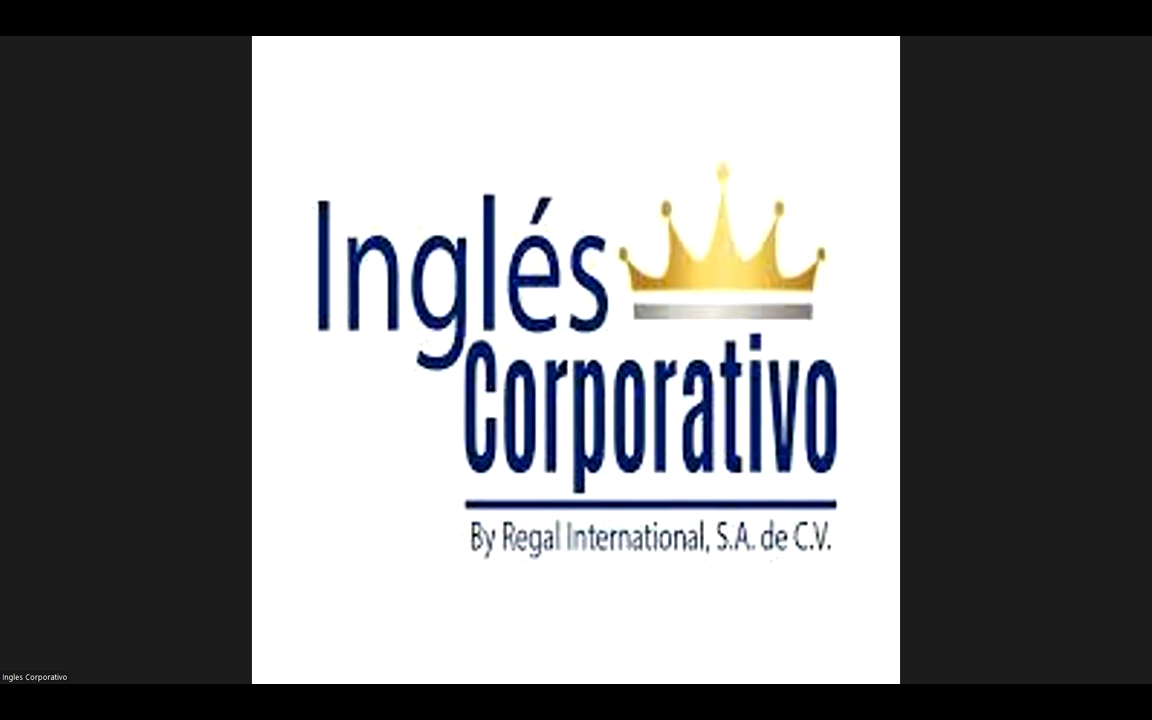 Inglés
Corporativo
By Regal International, S.A. de C.V.
Ingles Corporativo